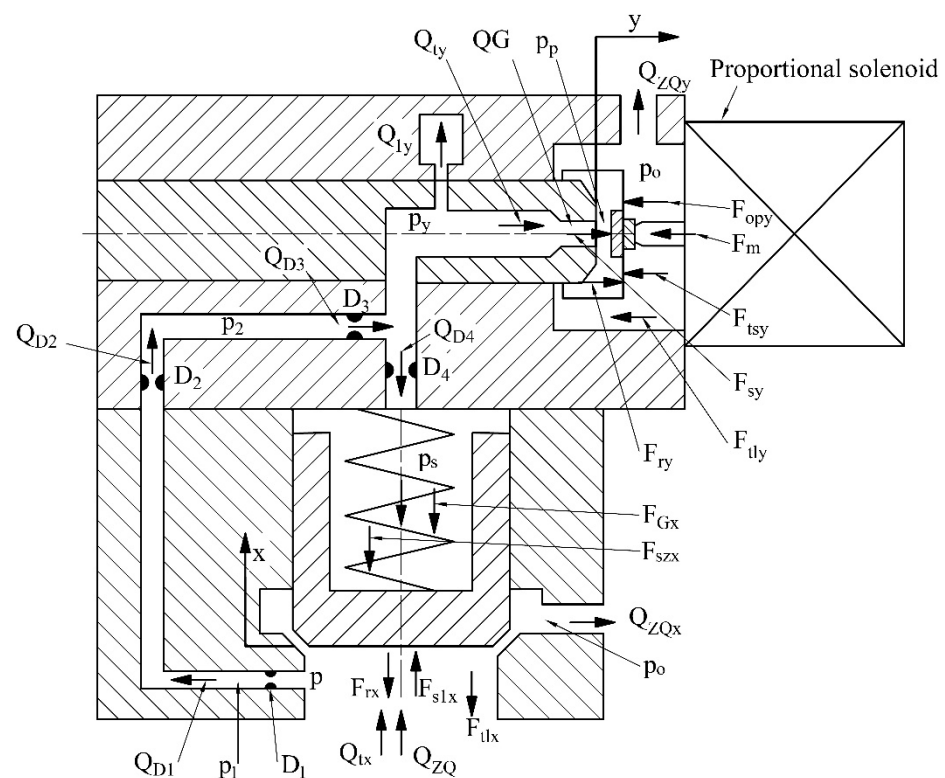 y
Q_ty
QG
p_p
Q_ZQy
Proportional solenoid
Q_1y
p_o
p_y
F_opy
F_m
Q_D3
D_3
F_tsy
Q_D2
p_2
Q_D4
D_2
D_4
F_sy
F_tly
F_ry
p_s
F_Gx
F_szx
x
Q_ZQx
p
p_o
F_rx
F_s1x
F_tlx
Q_D1
p_1
D_1
Q_tx
Q_ZQ